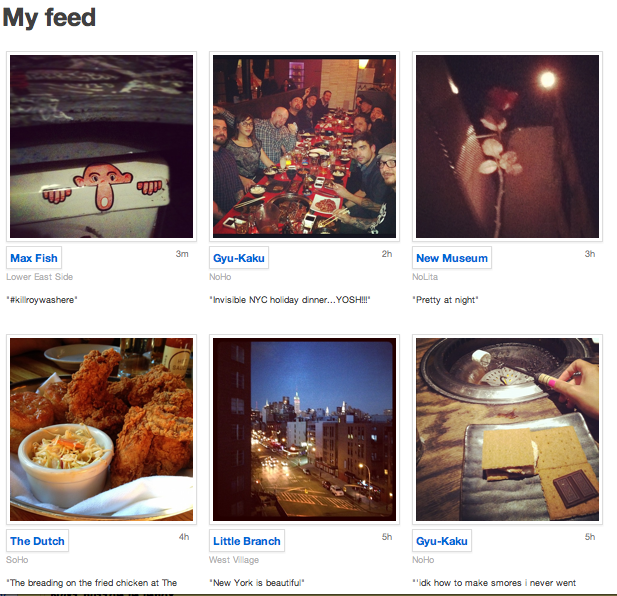 My feed
Max Fish 3m
Lower East Side
"#killroywashere"
Gyu-Kaku 2h
NoHo
"Invisible NYC holiday dinner...YOSH!!!"
New Museum 3h
NoLita
"Pretty at night"
The Dutch 4h
SoHo
"The breading on the fried chicken at The
Little Branch 5h
West Village
"New York is beautiful"
Gyu-Kaku 5h
NoHo
"'idk how to make smores i never went